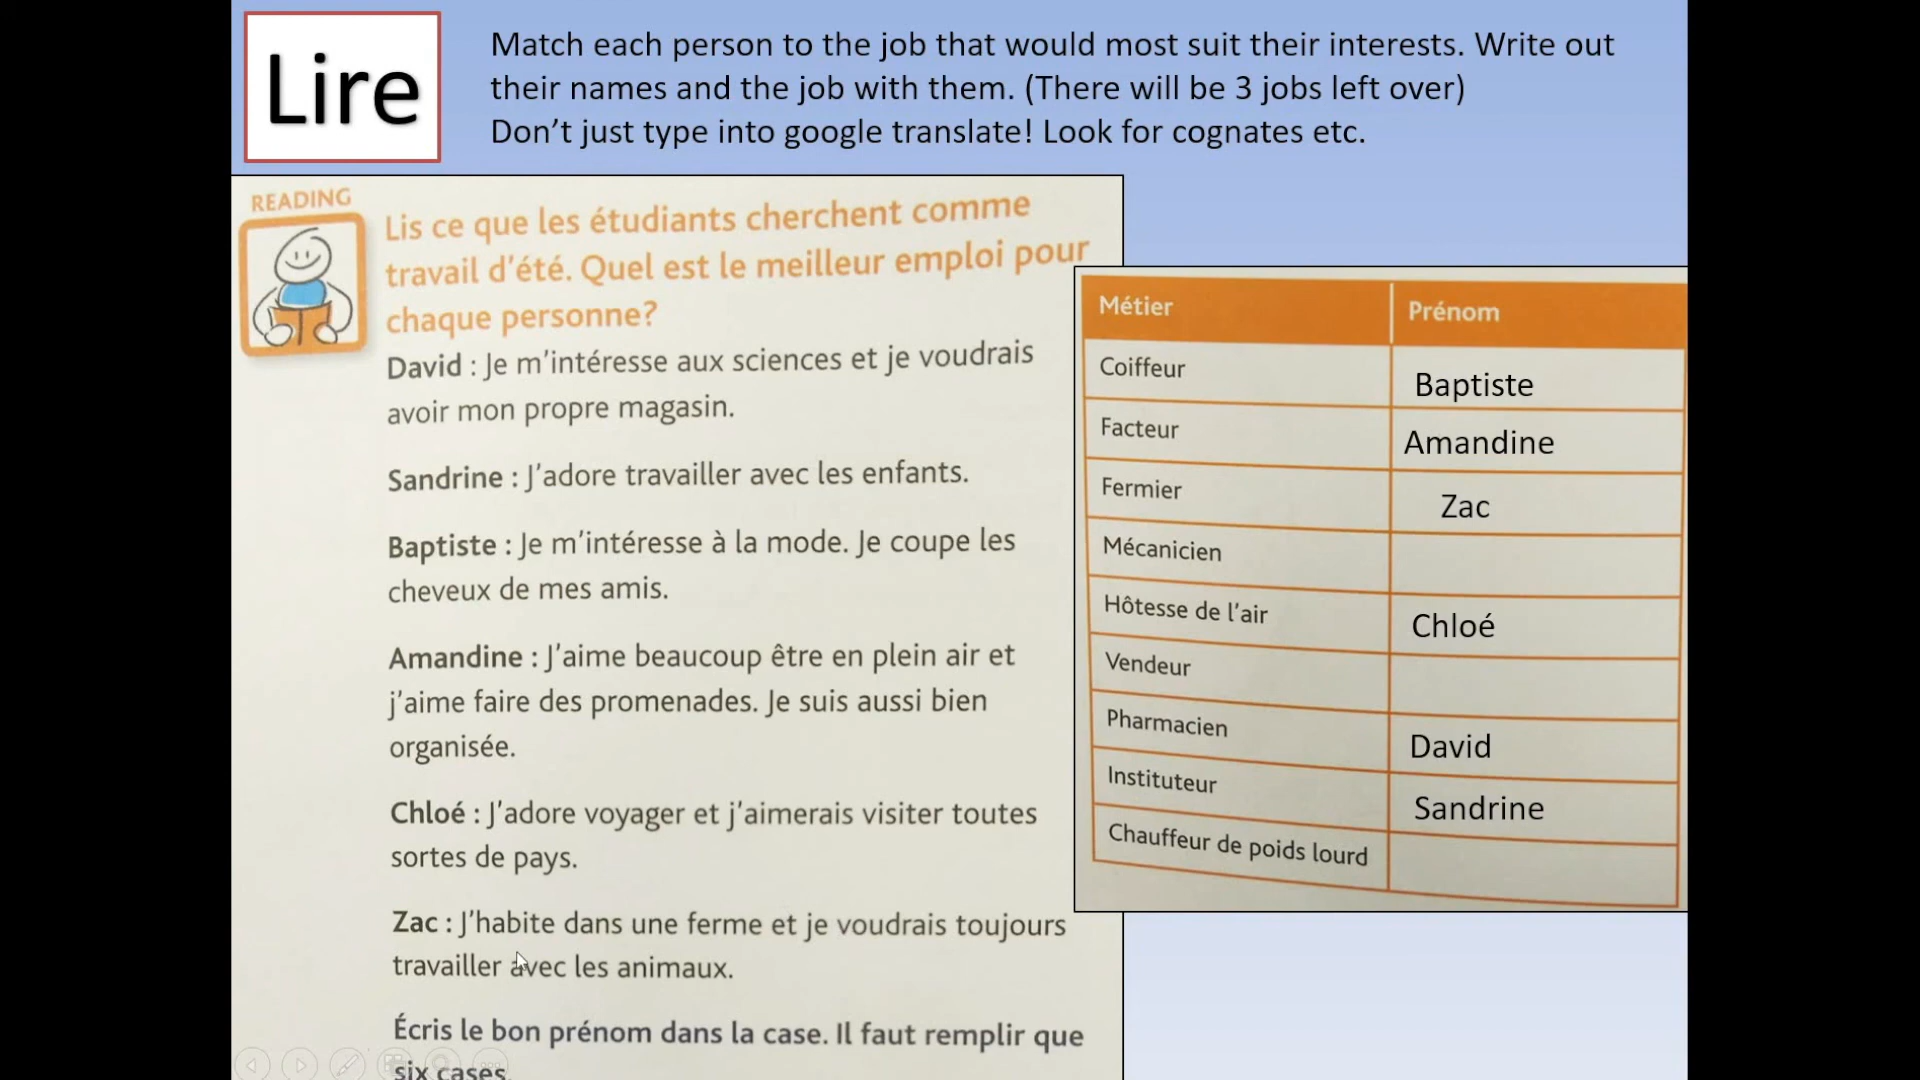 Lire
Match each person to the job that would most suit their interests. Write out
their names and the job with them. (There will be 3 jobs left over)
Don’t just type into google translate! Look for cognates etc.
READING
Lis ce que les étudiants cherchent comme
travail d’été. Quel est le meilleur emploi pour
chaque personne?
David : Je m’intéresse aux sciences et je voudrais
avoir mon propre magasin.
Sandrine : J’adore travailler avec les enfants.
Baptiste : Je m’intéresse à la mode. Je coupe les
cheveux de mes amis.
Amandine : J’aime beaucoup être en plein air et
j’aime faire des promenades. Je suis aussi bien
organisée.
Chloé : J’adore voyager et j’aimerais visiter toutes
sortes de pays.
Zac : J’habite dans une ferme et je voudrais toujours
travailler avec les animaux.
Écris le bon prénom dans la case. Il faut remplir que
six cases.
Métier Prénom
Coiffeur Baptiste
Facteur Amandine
Fermier Zac
Mécanicien
Hôtesse de l’air Chloé
Vendeur
Pharmacien David
Instituteur Sandrine
Chauffeur de poids lourd